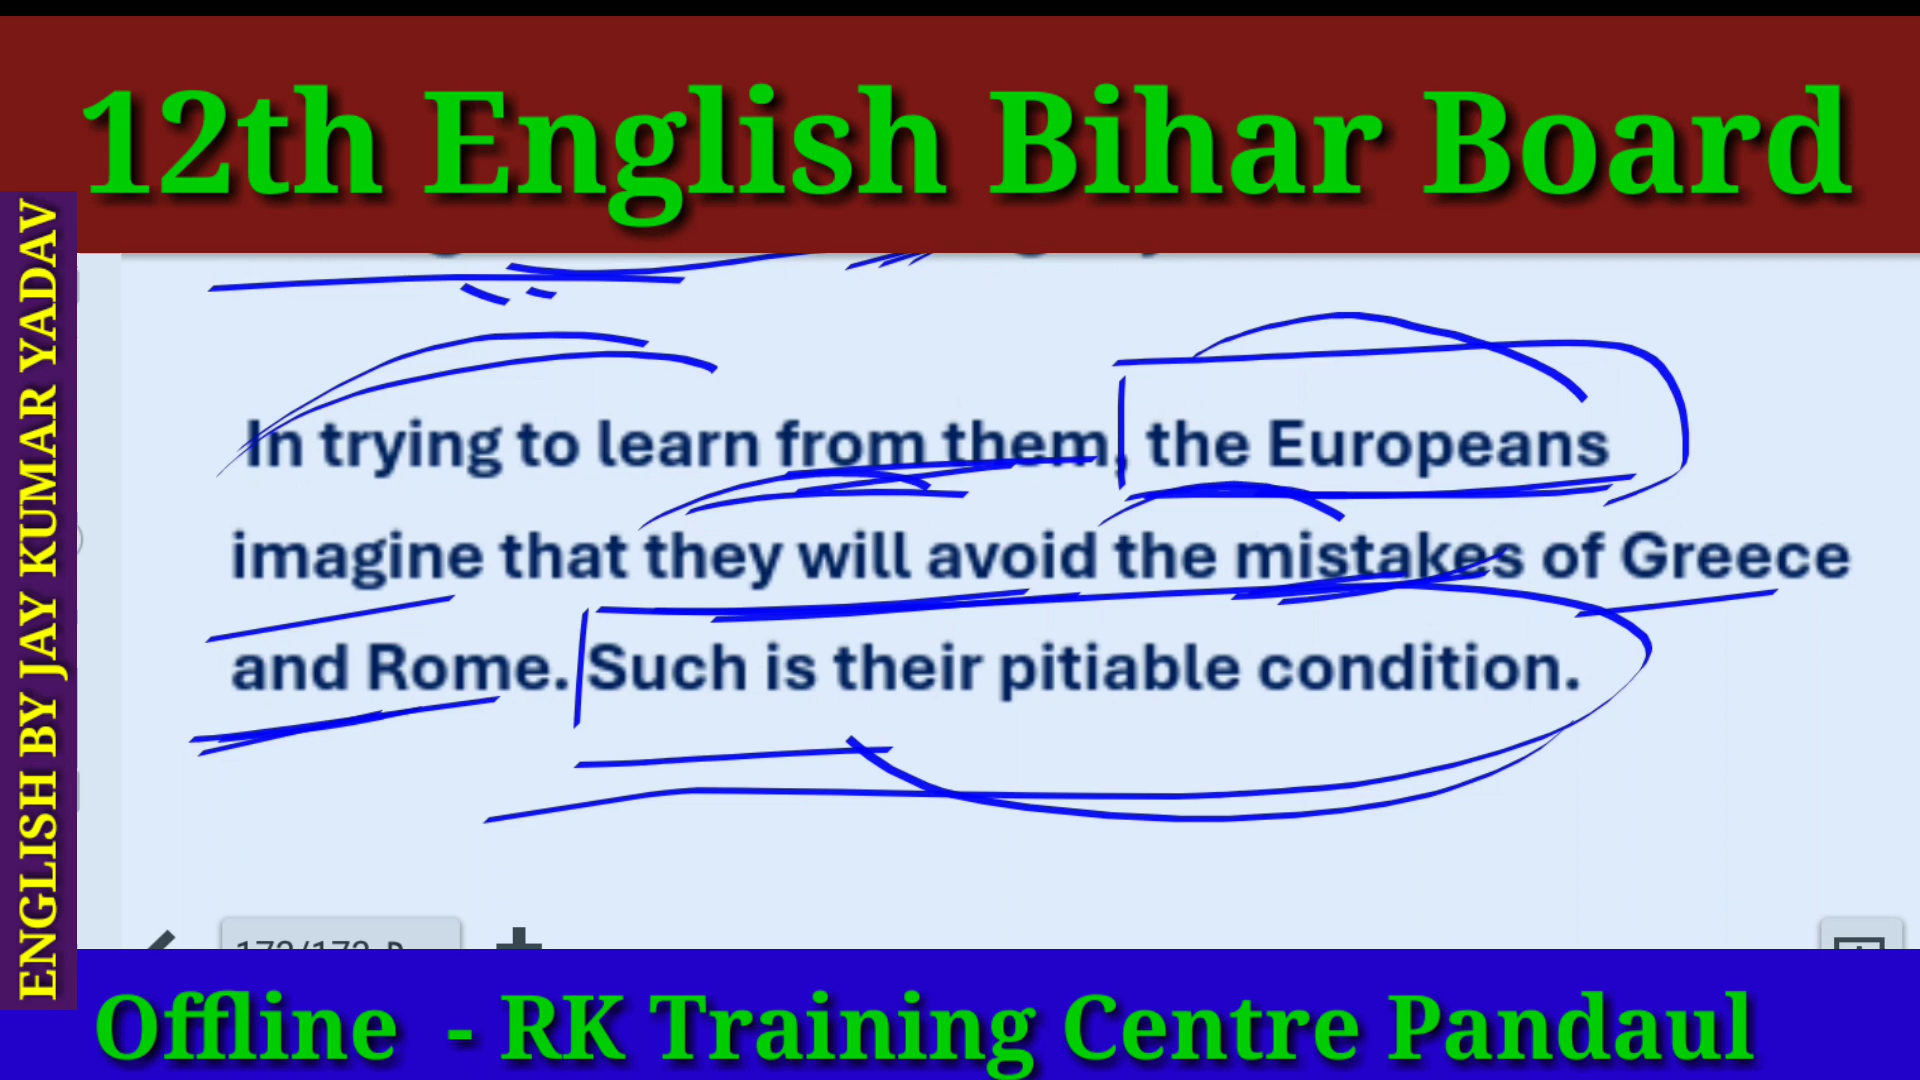 12th English Bihar Board
ENGLISH BY JAY KUMAR YADAV
In trying to learn from them, the Europeans
imagine that they will avoid the mistakes of Greece
and Rome. Such is their pitiable condition.
Offline - RK Training Centre Pandaul